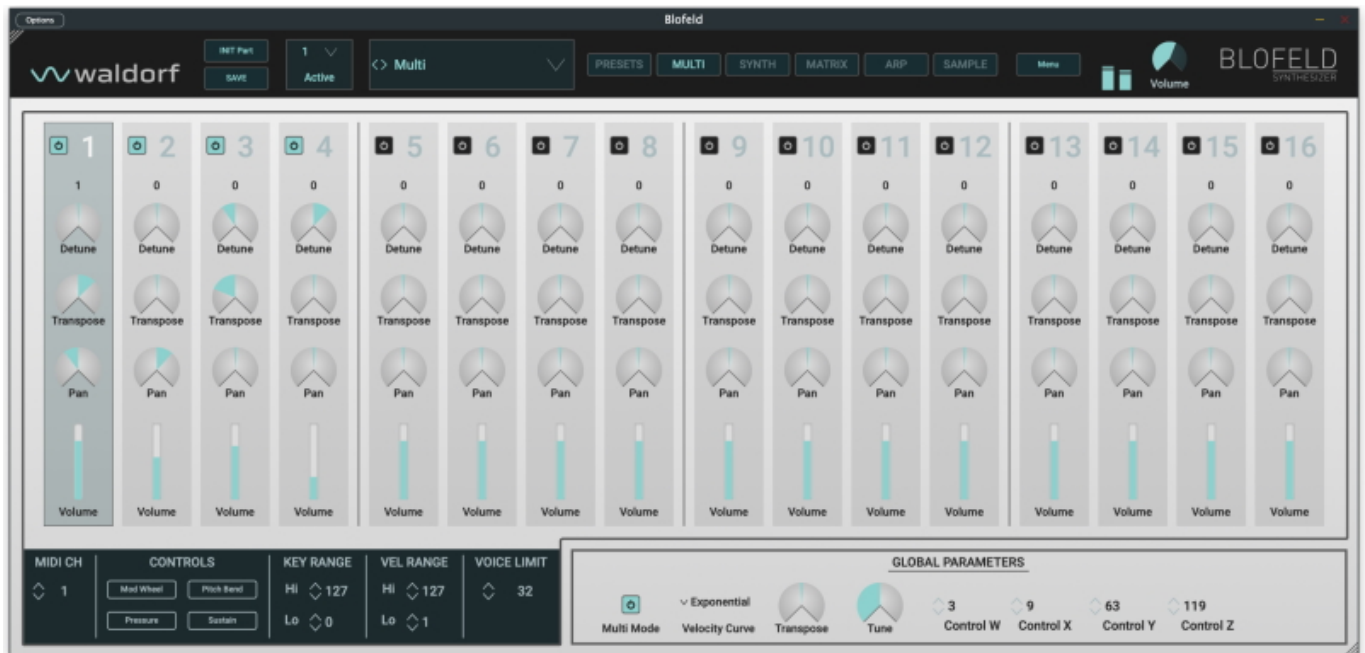 Options
Blofeld
waldorf
INIT Part
SAVE
1
Active
<> Multi
PRESETS MULTI SYNTH MATRIX ARP SAMPLE
Menu
Volume
BLOFELD
SYNTHESIZER
1 2 3 4 5 6 7 8 9 10 11 12 13 14 15 16
1 0 0 0 0 0 0 0 0 0 0 0 0 0 0 0
Detune Detune Detune Detune Detune Detune Detune Detune Detune Detune Detune Detune Detune Detune Detune Detune
Transpose Transpose Transpose Transpose Transpose Transpose Transpose Transpose Transpose Transpose Transpose Transpose Transpose Transpose Transpose Transpose
Pan Pan Pan Pan Pan Pan Pan Pan Pan Pan Pan Pan Pan Pan Pan Pan
Volume Volume Volume Volume Volume Volume Volume Volume Volume Volume Volume Volume Volume Volume Volume Volume
MIDI CH
1
CONTROLS
Mod Wheel Pitch Bend
Pressure Sustain
KEY RANGE
Hi 127
Lo 0
VEL RANGE
Hi 127
Lo 1
VOICE LIMIT
32
GLOBAL PARAMETERS
Multi Mode
Exponential
Velocity Curve
Transpose
Tune
3
Control W
9
Control X
63
Control Y
119
Control Z